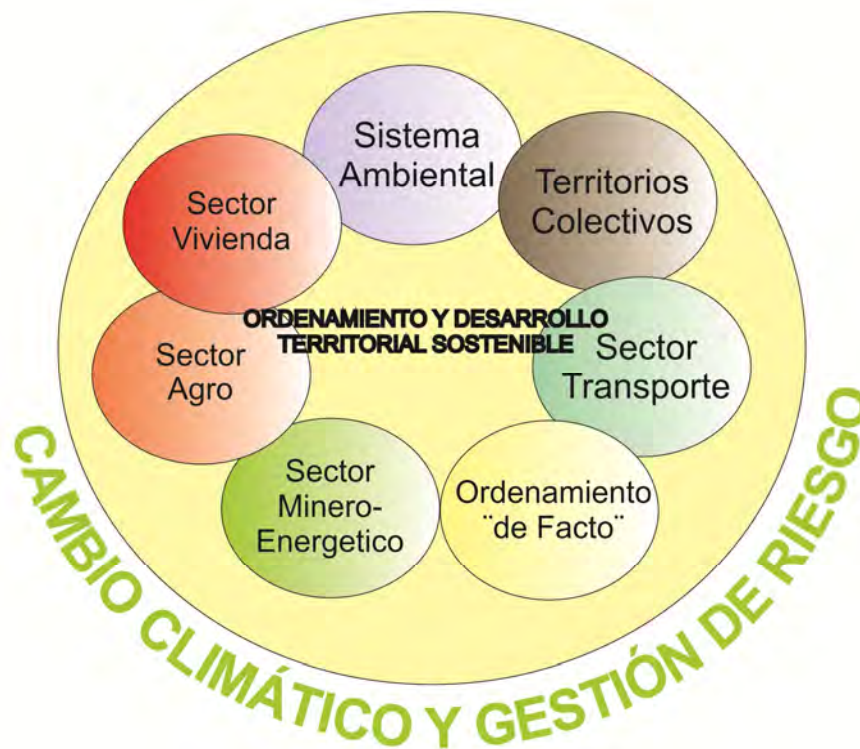 Sistema
Ambiental
Territorios
Colectivos
Sector
Vivienda
ORDENAMIENTO Y DESARROLLO
TERRITORIAL SOSTENIBLE
Sector
Transporte
Sector
Agro
Sector
Minero-
Energetico
Ordenamiento
¨de Facto¨
CAMBIO CLIMÁTICO Y GESTIÓN DE RIESGO